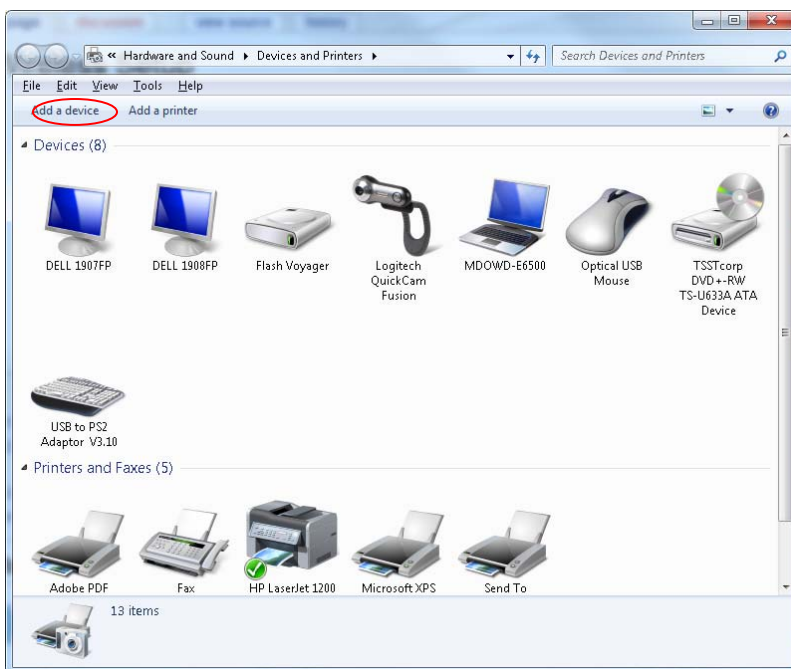 « Hardware and Sound ▸ Devices and Printers ▸ Search Devices and Printers
File Edit View Tools Help
Add a device Add a printer
Devices (8)
DELL 1907FP
DELL 1908FP
Flash Voyager
Logitech
QuickCam
Fusion
MDOWD-E6500
Optical USB
Mouse
TSSTcorp
DVD+-RW
TS-U633A ATA
Device
USB to PS2
Adaptor V3.10
Printers and Faxes (5)
Adobe PDF
Fax
HP LaserJet 1200
Microsoft XPS
Send To
13 items